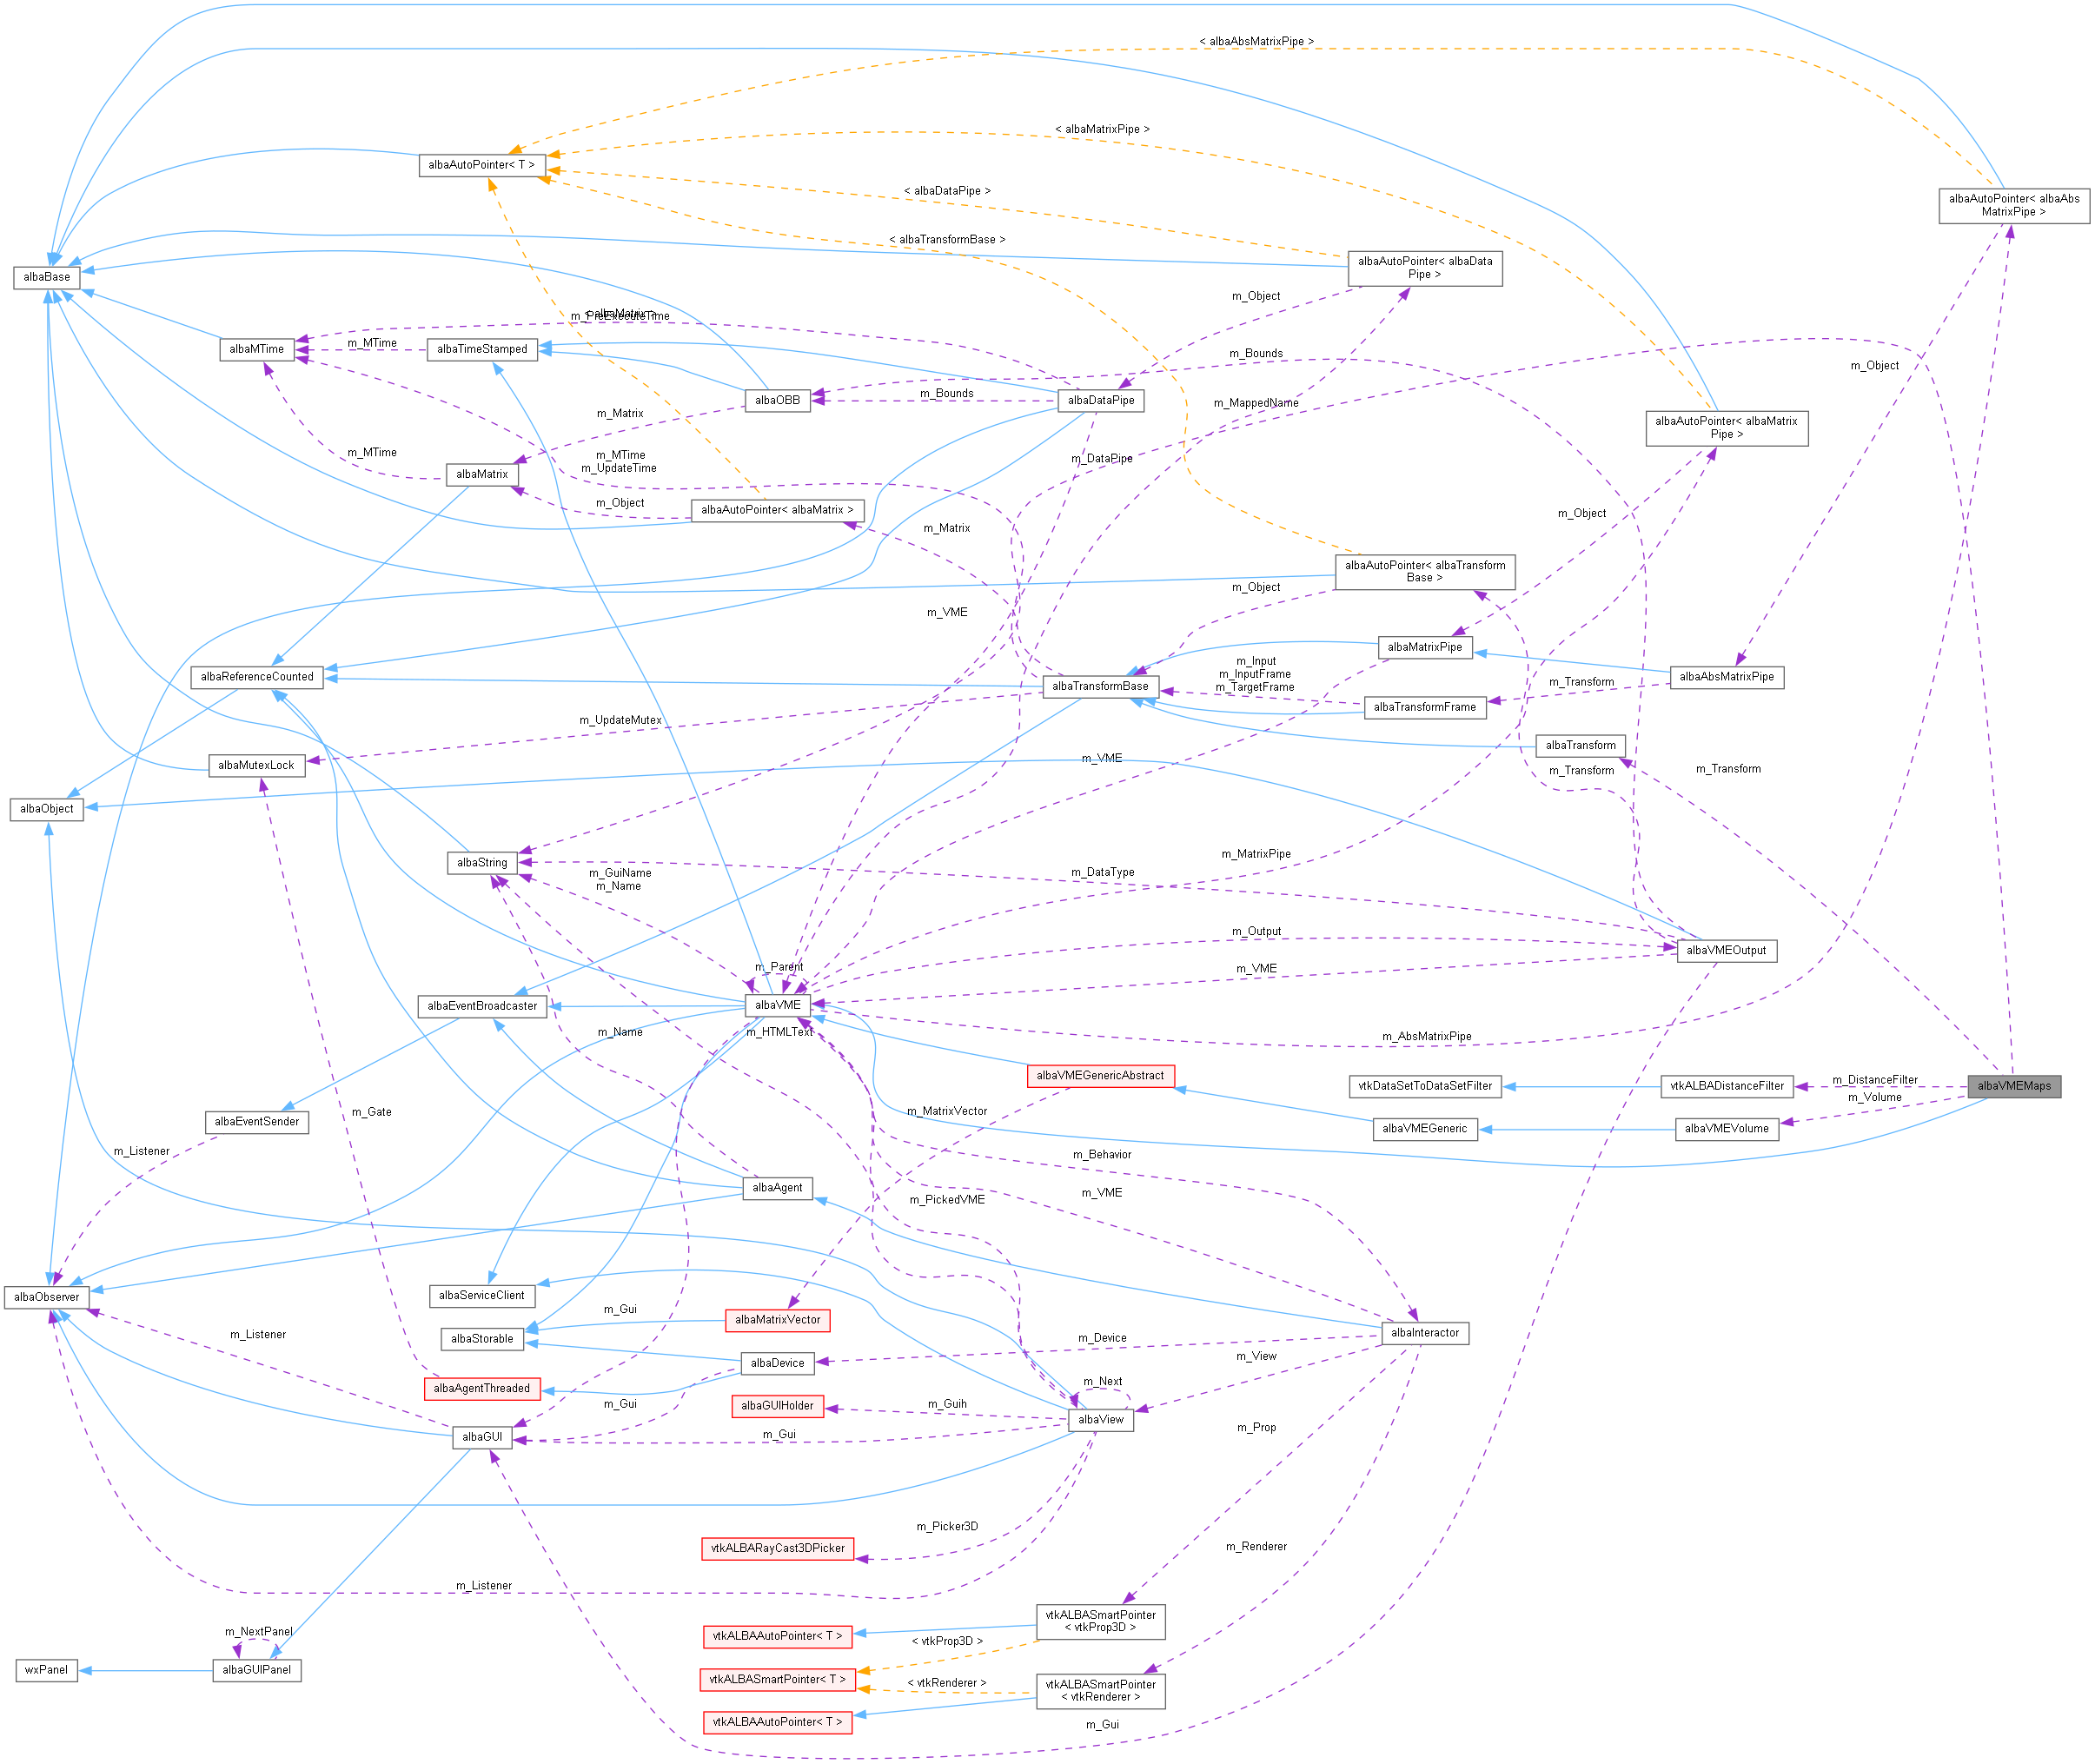 < albaAbsMatrixPipe >
< albaMatrixPipe >
albaAutoPointer< T >
< albaDataPipe >
albaAutoPointer< albaAbs
MatrixPipe >
< albaTransformBase >
albaBase
albaAutoPointer< albaData
Pipe >
m_Object
< albaMatrix >
m_PreExecuteTime
albaMTime
m_MTime
albaTimeStamped
m_Bounds
m_Object
albaOBB
m_Bounds
albaDataPipe
m_MappedName
m_Matrix
albaAutoPointer< albaMatrix
Pipe >
m_MTime
albaMatrix
m_MTime
m_UpdateTime
m_DataPipe
m_Object
albaAutoPointer< albaMatrix >
m_Matrix
m_Object
albaAutoPointer< albaTransform
Base >
m_Object
m_VME
albaMatrixPipe
albaReferenceCounted
albaTransformBase
m_Input
m_InputFrame
m_TargetFrame
albaAbsMatrixPipe
m_Transform
albaTransformFrame
m_UpdateMutex
albaTransform
albaMutexLock
m_VME
m_Transform
m_Transform
albaObject
albaString
m_GuiName
m_Name
m_MatrixPipe
m_DataType
m_Output
albaVMEOutput
m_Parent
m_VME
albaEventBroadcaster
albaVME
m_Name
m_HTMLText
m_AbsMatrixPipe
albaVMEGenericAbstract
vtkDataSetToDataSetFilter
vtkALBADistanceFilter
m_DistanceFilter
albaVMEMaps
m_Volume
m_Gate
albaEventSender
m_MatrixVector
albaVMEGeneric
albaVMEVolume
m_Listener
m_Behavior
albaAgent
m_PickedVME
m_VME
albaObserver
albaServiceClient
m_Gui
albaMatrixVector
m_Listener
albaStorable
albaInteractor
m_Device
albaDevice
m_View
albaAgentThreaded
m_Next
m_Gui
albaGUIHolder
m_Guih
albaView
albaGUI
m_Gui
m_Prop
m_Picker3D
vtkALBARayCast3DPicker
m_Renderer
m_Listener
vtkALBASmartPointer
< vtkProp3D >
m_NextPanel
vtkALBAAutoPointer< T >
< vtkProp3D >
wxPanel
albaGUIPanel
vtkALBASmartPointer< T >
< vtkRenderer >
vtkALBASmartPointer
< vtkRenderer >
vtkALBAAutoPointer< T >
m_Gui